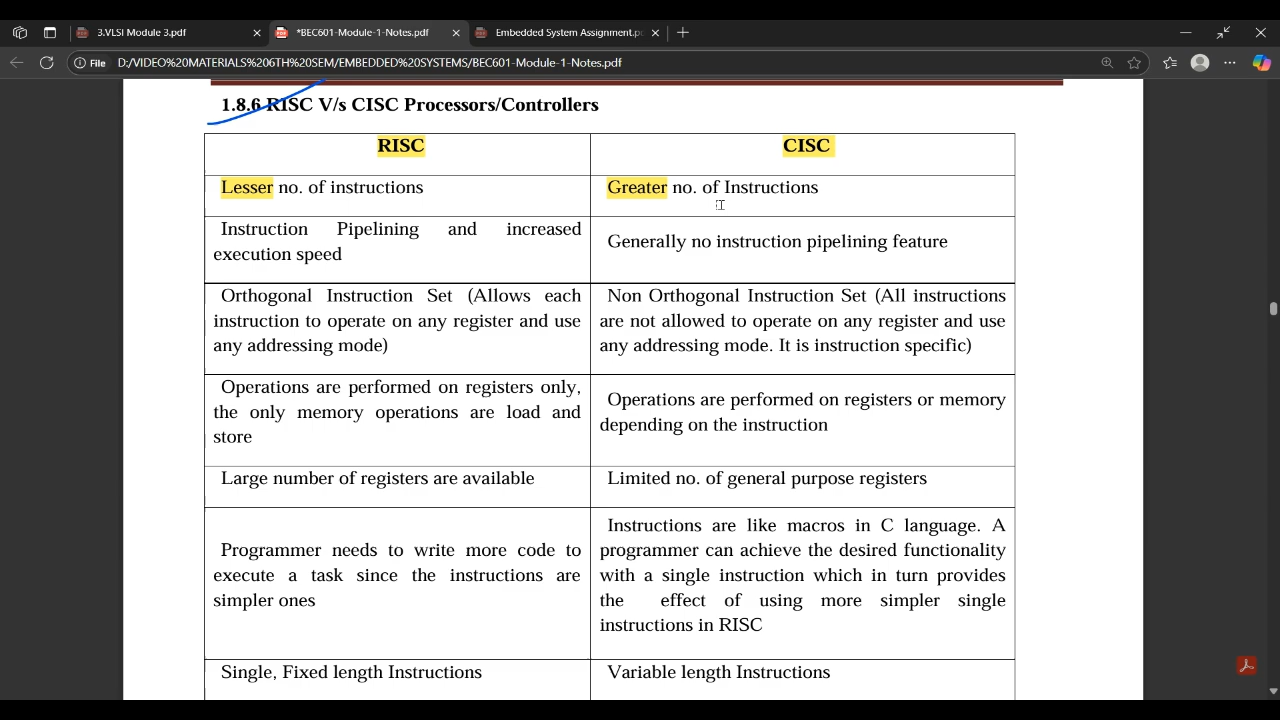 3.VLSI Module 3.pdf
*BEC601-Module-1-Notes.pdf
Embedded System Assignment.p
File D:/VIDEO%20MATERIALS%206TH%20SEM/EMBEDDED%20SYSTEMS/BEC601-Module-1-Notes.pdf
1.8.6 RISC V/s CISC Processors/Controllers
RISC CISC
Lesser no. of instructions
Greater no. of Instructions
Instruction Pipelining and increased
execution speed
Generally no instruction pipelining feature
Orthogonal Instruction Set (Allows each
instruction to operate on any register and use
any addressing mode)
Non Orthogonal Instruction Set (All instructions
are not allowed to operate on any register and use
any addressing mode. It is instruction specific)
Operations are performed on registers only,
the only memory operations are load and
store
Operations are performed on registers or memory
depending on the instruction
Large number of registers are available
Limited no. of general purpose registers
Programmer needs to write more code to
execute a task since the instructions are
simpler ones
Instructions are like macros in C language. A
programmer can achieve the desired functionality
with a single instruction which in turn provides
the effect of using more simpler single
instructions in RISC
Single, Fixed length Instructions
Variable length Instructions